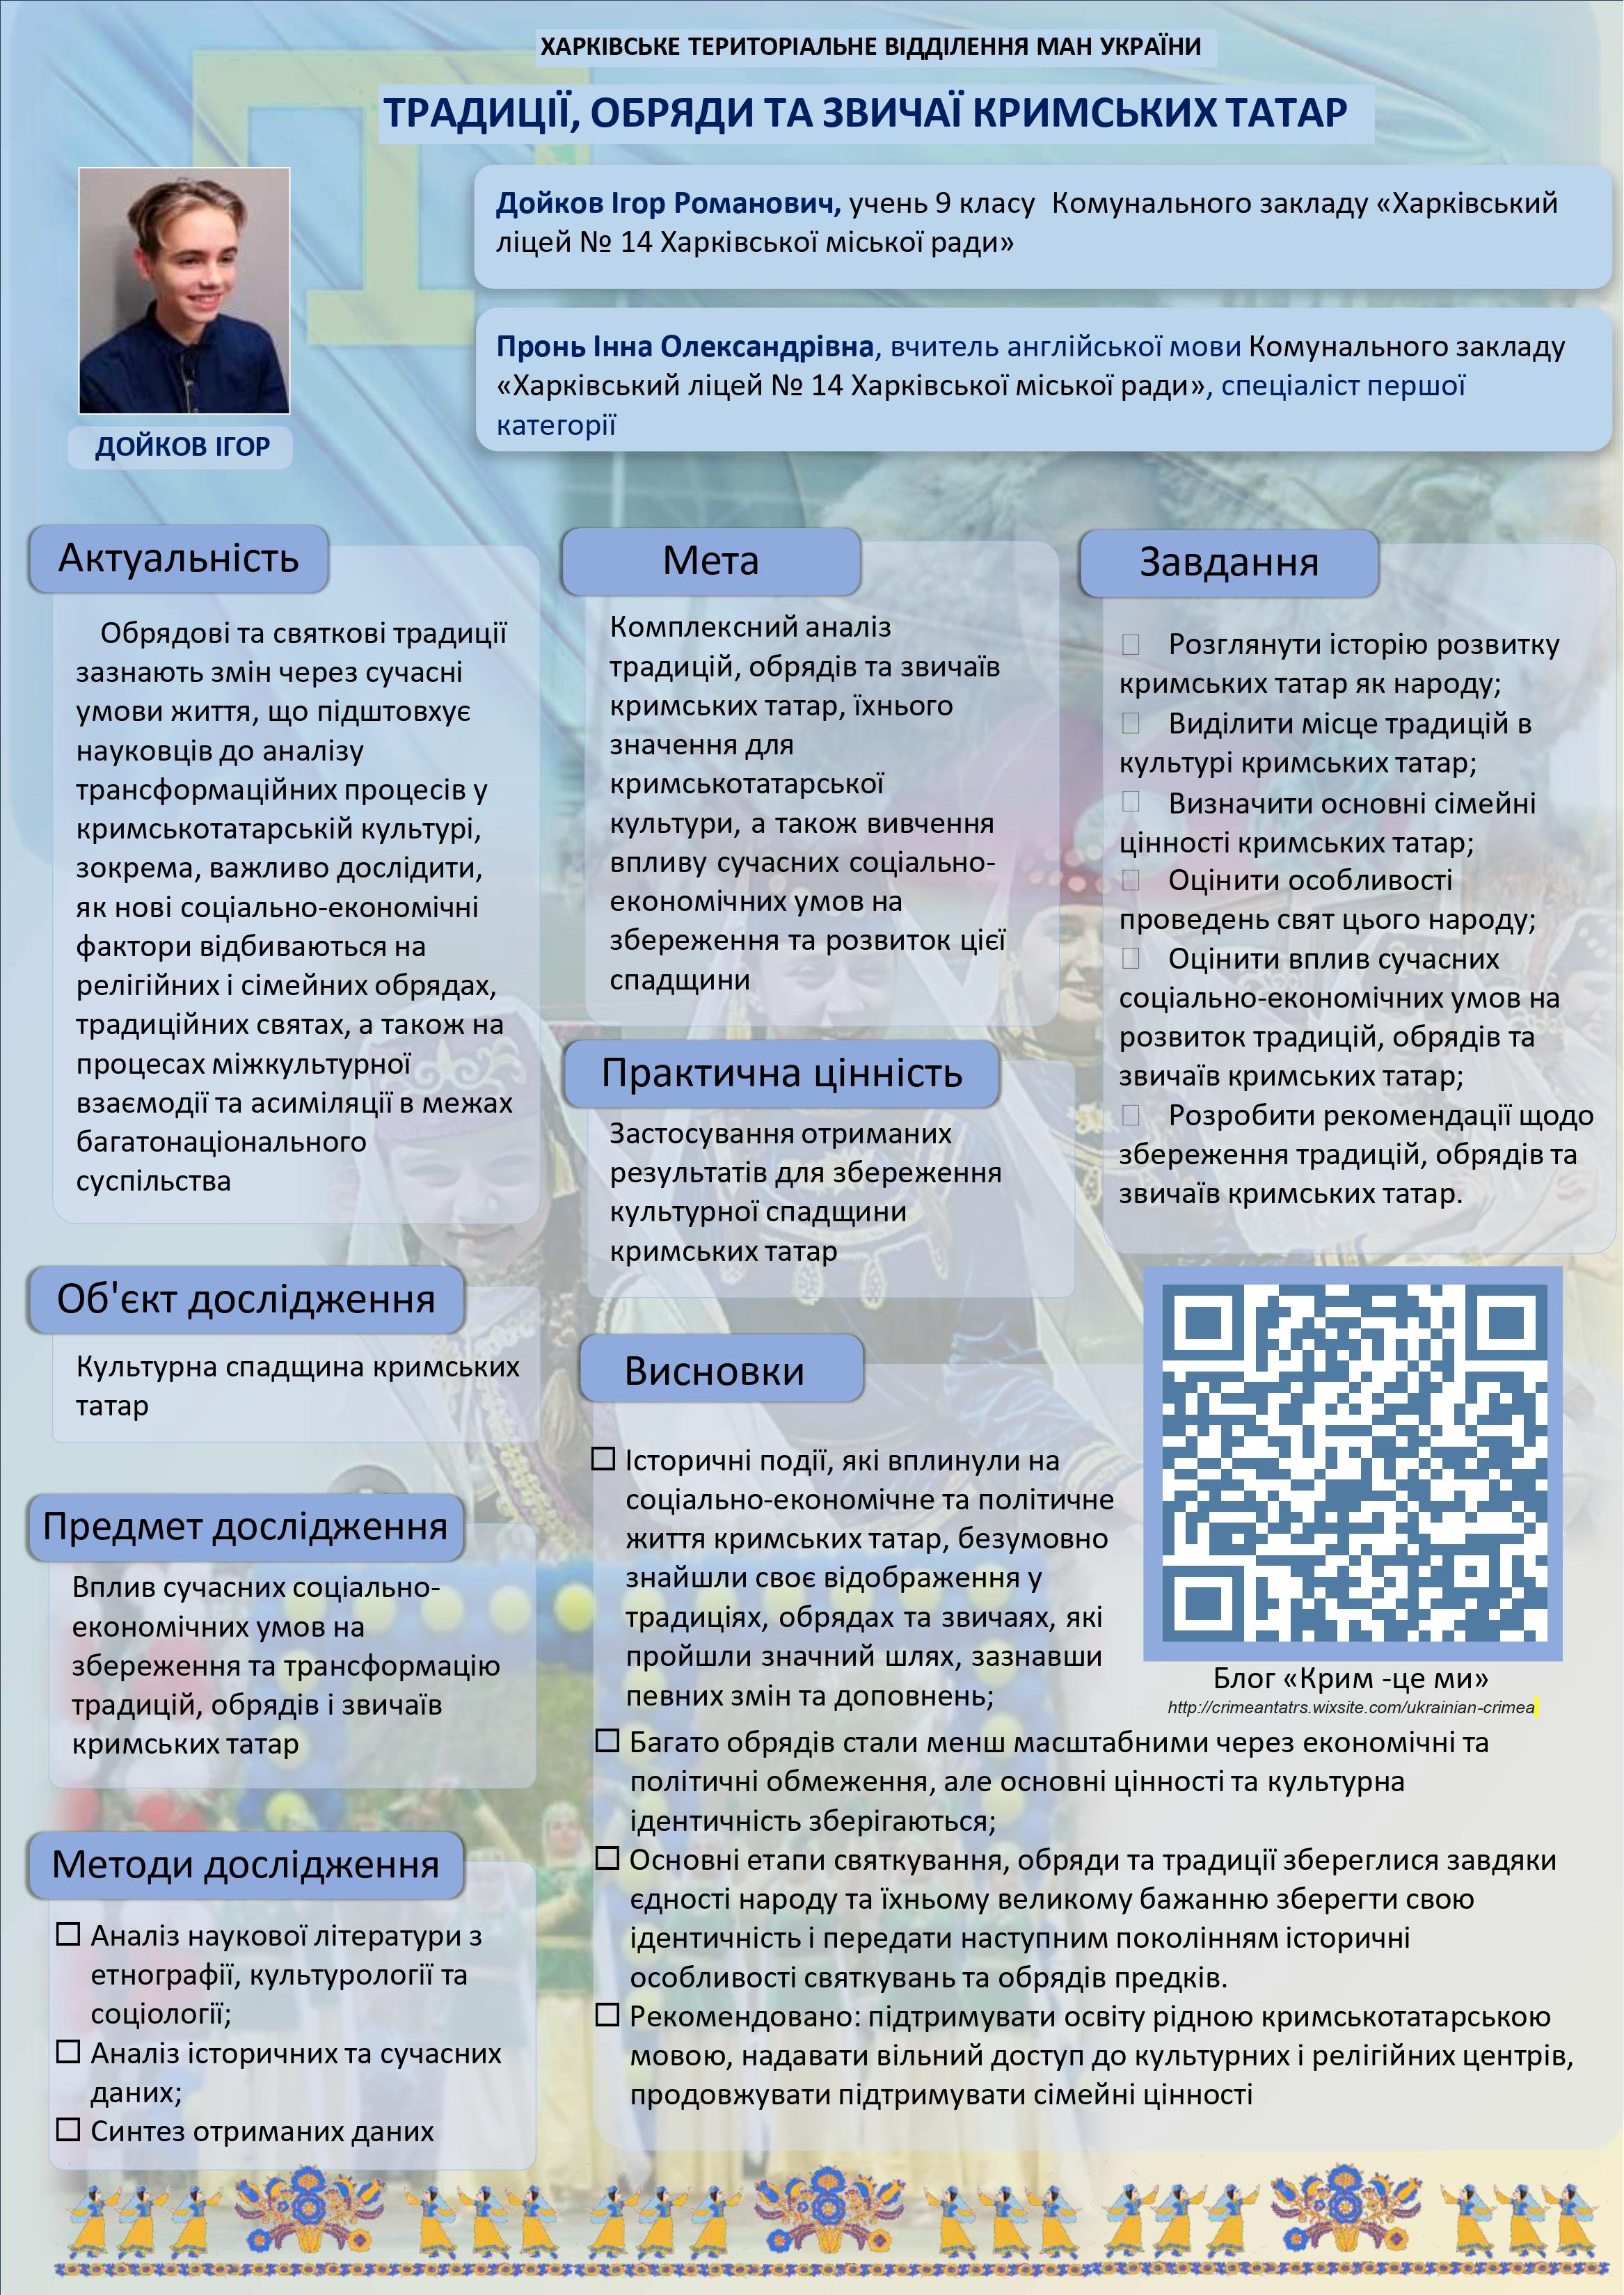 ХАРКІВСЬКЕ ТЕРИТОРІАЛЬНЕ ВІДДІЛЕННЯ МАН УКРАЇНИ
ТРАДИЦІЇ, ОБРЯДИ ТА ЗВИЧАЇ КРИМСЬКИХ ТАТАР
Дойков Ігор Романович, учень 9 класу Комунального закладу «Харківський
ліцей № 14 Харківської міської ради»
Пронь Інна Олександрівна, вчитель англійської мови Комунального закладу
«Харківський ліцей № 14 Харківської міської ради», спеціаліст першої
категорії
ДОЙКОВ ІГОР
Актуальність
Обрядові та святкові традиції
зазнають змін через сучасні
умови життя, що підштовхує
науковців до аналізу
трансформаційних процесів у
кримськотатарській культурі,
зокрема, важливо дослідити,
як нові соціально-економічні
фактори відбиваються на
релігійних і сімейних обрядах,
традиційних святах, а також на
процесах міжкультурної
взаємодії та асиміляції в межах
багатонаціонального
суспільства
Об'єкт дослідження
Культурна спадщина кримських
татар
Предмет дослідження
Вплив сучасних соціально-
економічних умов на
збереження та трансформацію
традицій, обрядів і звичаїв
кримських татар
Методи дослідження
☐ Аналіз наукової літератури з
етнографії, культурології та
соціології;
☐ Аналіз історичних та сучасних
даних;
☐ Синтез отриманих даних
Мета
Комплексний аналіз
традицій, обрядів та звичаїв
кримських татар, їхнього
значення для
кримськотатарської
культури, а також вивчення
впливу сучасних соціально-
економічних умов на
збереження та розвиток цієї
спадщини
Практична цінність
Застосування отриманих
результатів для збереження
культурної спадщини
кримських татар
Завдання
Розглянути історію розвитку
кримських татар як народу;
Виділити місце традицій в
культурі кримських татар;
Визначити основні сімейні
цінності кримських татар;
Оцінити особливості
проведень свят цього народу;
Оцінити вплив сучасних
соціально-економічних умов на
розвиток традицій, обрядів та
звичаїв кримських татар;
Розробити рекомендації щодо
збереження традицій, обрядів та
звичаїв кримських татар.
Блог «Крим -це ми»
http://crimeantatrs.wixsite.com/ukrainian-crimea
Висновки
☐ Історичні події, які вплинули на
соціально-економічне та політичне
життя кримських татар, безумовно
знайшли своє відображення у
традиціях, обрядах та звичаях, які
пройшли значний шлях, зазнавши
певних змін та доповнень;
☐ Багато обрядів стали менш масштабними через економічні та
політичні обмеження, але основні цінності та культурна
ідентичність зберігаються;
☐ Основні етапи святкування, обряди та традиції збереглися завдяки
єдності народу та їхньому великому бажанню зберегти свою
ідентичність і передати наступним поколінням історичні
особливості святкувань та обрядів предків.
☐ Рекомендовано: підтримувати освіту рідною кримськотатарською
мовою, надавати вільний доступ до культурних і релігійних центрів,
продовжувати підтримувати сімейні цінності